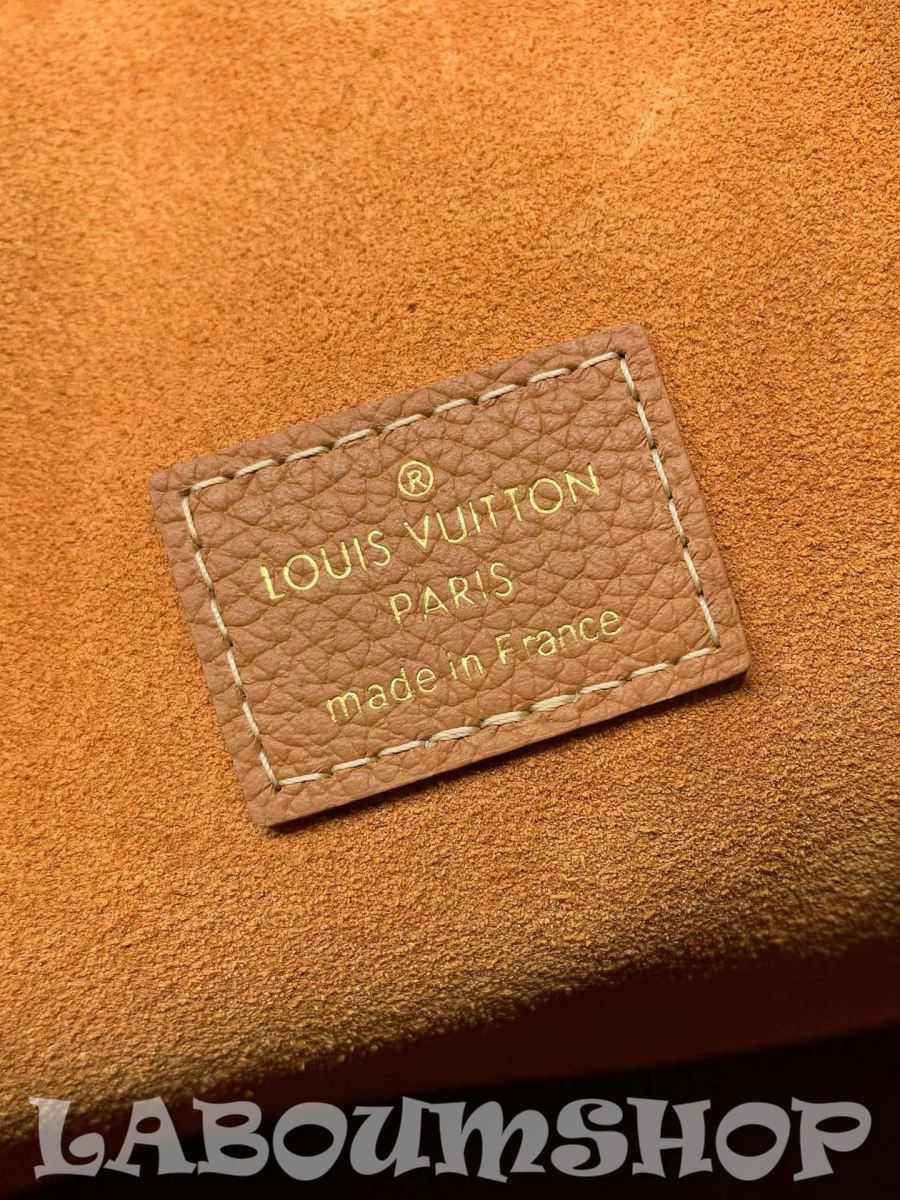 ®
LOUIS VUITTON
PARIS
made in France
LABOUMSHOP